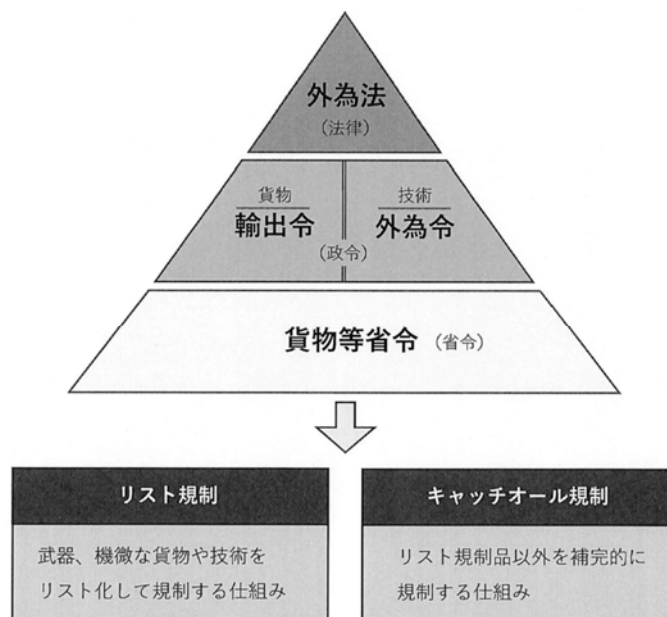 外為法
（法律）
貨物
輸出令
技術
外為令
（政令）
貨物等省令 （省令）
リスト規制
武器、機微な貨物や技術を
リスト化して規制する仕組み
キャッチオール規制
リスト規制品以外を補完的に
規制する仕組み